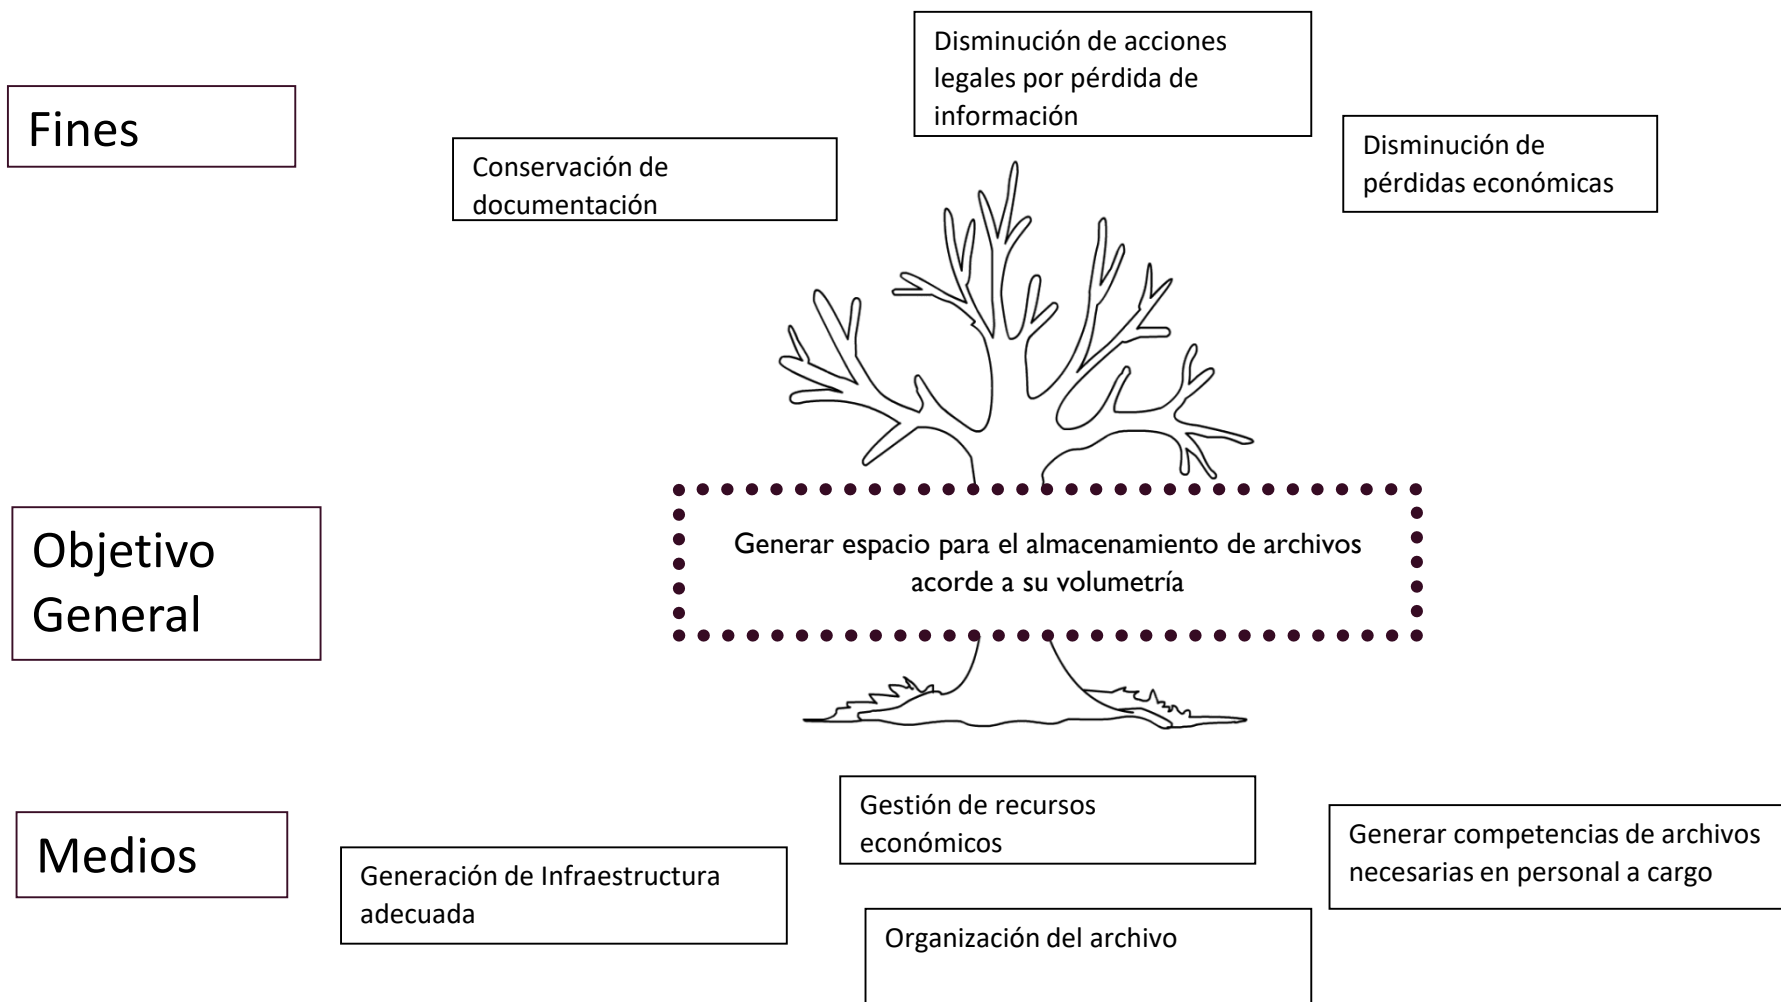 Fines
Disminución de acciones
legales por pérdida de
información
Disminución de
pérdidas económicas
Conservación de
documentación
Objetivo
General
Generar espacio para el almacenamiento de archivos
acorde a su volumetría
Medios
Gestión de recursos
económicos
Generar competencias de archivos
necesarias en personal a cargo
Generación de Infraestructura
adecuada
Organización del archivo